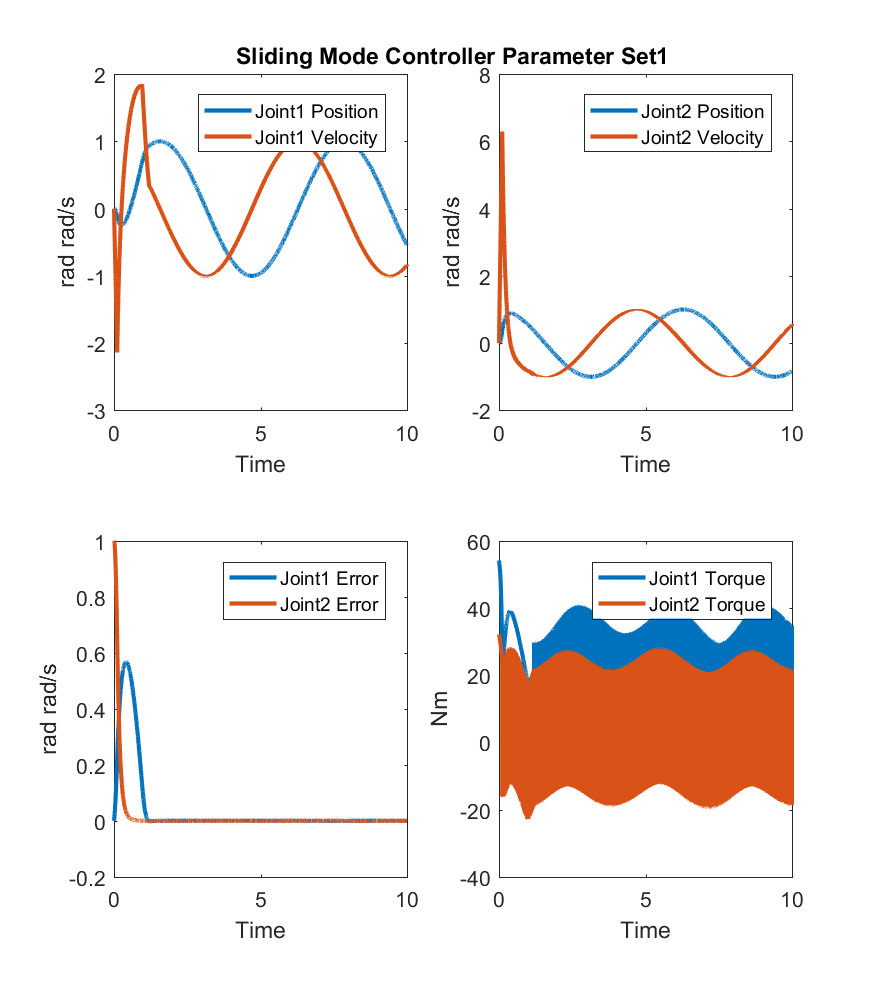 Sliding Mode Controller Parameter Set1
2
1
0
-1
-2
-3
rad rad/s
Joint1 Position
Joint1 Velocity
0
5
10
Time
8
6
4
2
0
-2
rad rad/s
Joint2 Position
Joint2 Velocity
0
5
10
Time
1
0.8
0.6
0.4
0.2
0
-0.2
rad rad/s
Joint1 Error
Joint2 Error
0
5
10
Time
60
40
20
0
-20
-40
Nm
Joint1 Torque
Joint2 Torque
0
5
10
Time